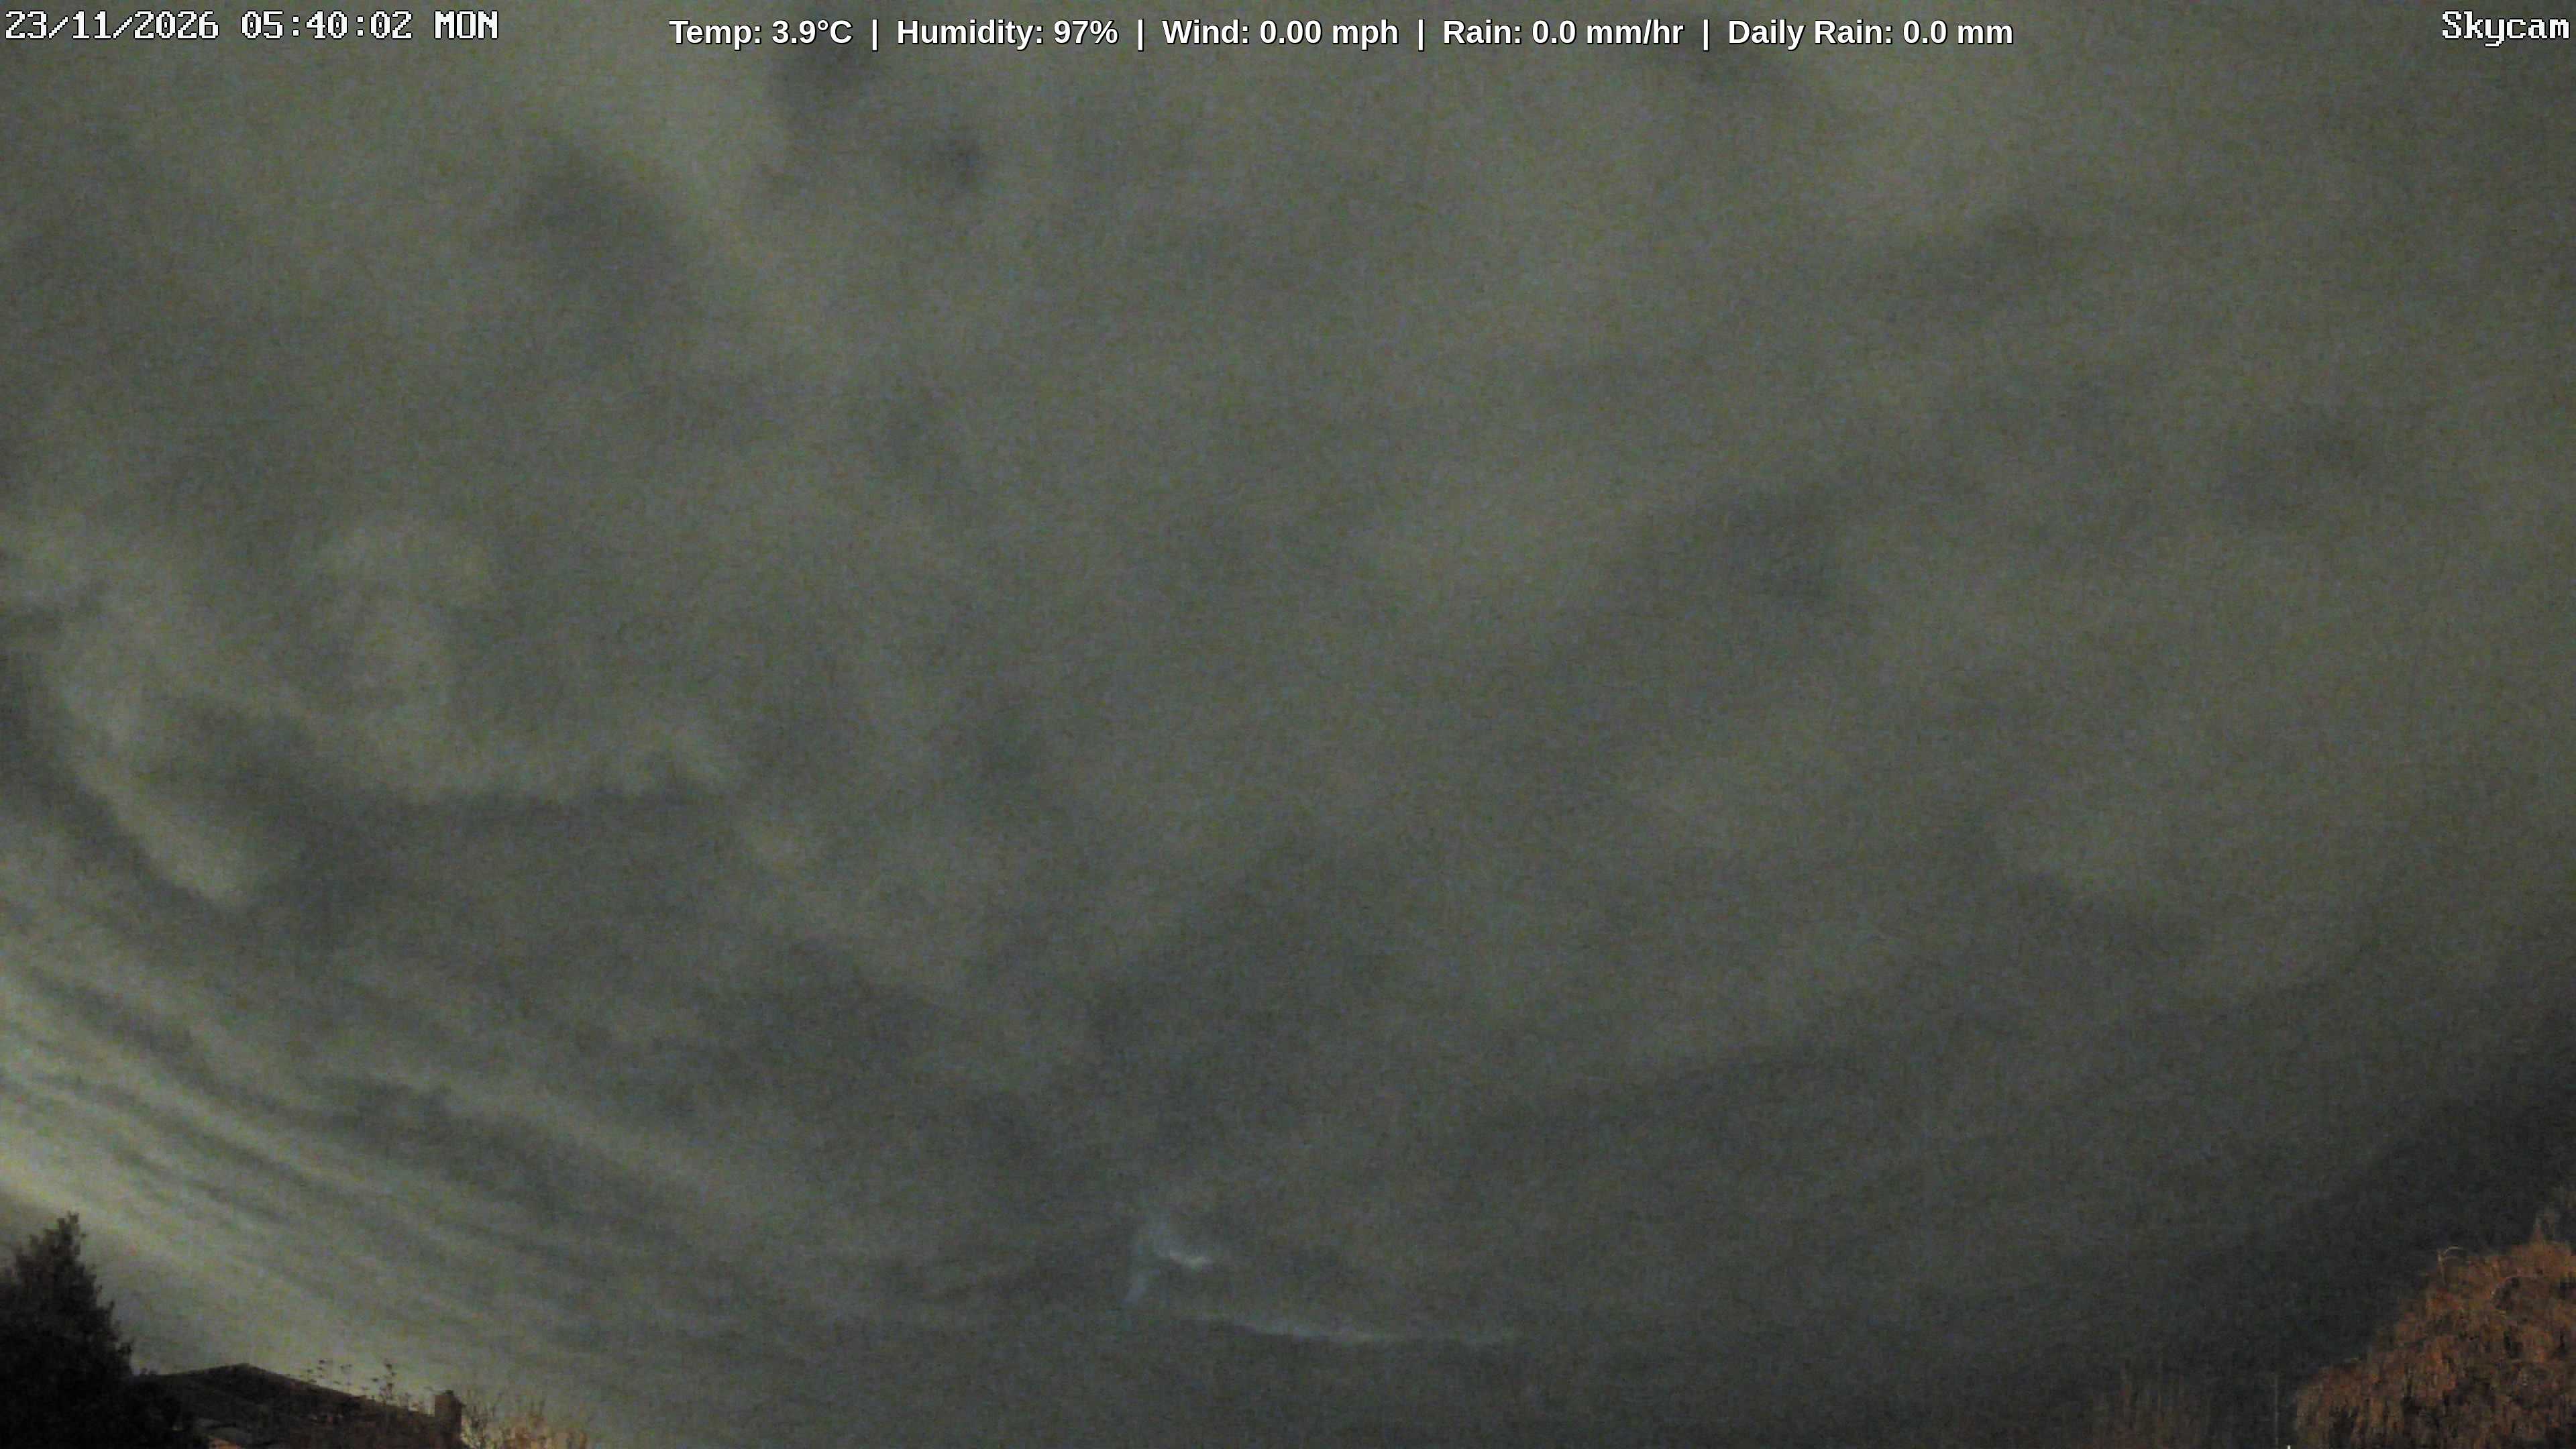 23/11/2026 05:40:02 MON
Temp: 3.9°C | Humidity: 97% | Wind: 0.00 mph | Rain: 0.0 mm/hr | Daily Rain: 0.0 mm
Skycam